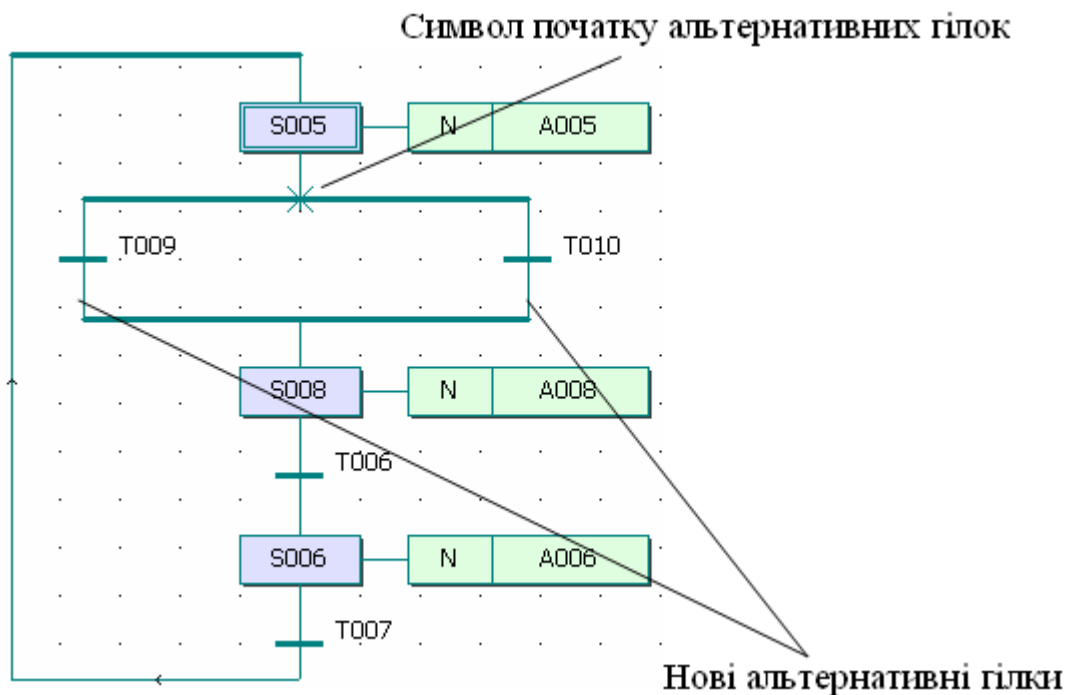 Символ початку альтернативних гілок
S005 N A005
T009 T010
S008 N A008
T006
S006 N A006
T007
Нові альтернативні гілки